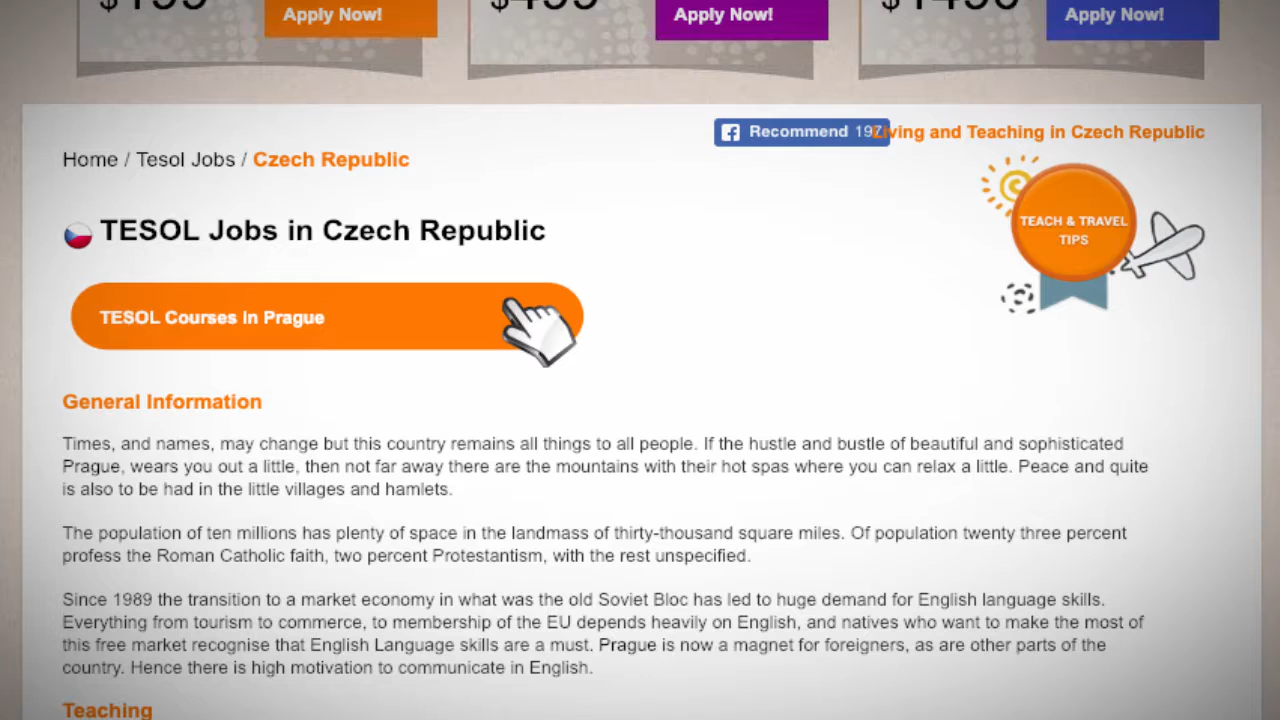 Apply Now!
Apply Now!
Apply Now!
Recommend 197
Living and Teaching in Czech Republic
Home / Tesol Jobs / Czech Republic
TESOL Jobs in Czech Republic
TEACH & TRAVEL
TIPS
TESOL Courses in Prague
General Information
Times, and names, may change but this country remains all things to all people. If the hustle and bustle of beautiful and sophisticated
Prague, wears you out a little, then not far away there are the mountains with their hot spas where you can relax a little. Peace and quite
is also to be had in the little villages and hamlets.
The population of ten millions has plenty of space in the landmass of thirty-thousand square miles. Of population twenty three percent
profess the Roman Catholic faith, two percent Protestantism, with the rest unspecified.
Since 1989 the transition to a market economy in what was the old Soviet Bloc has led to huge demand for English language skills.
Everything from tourism to commerce, to membership of the EU depends heavily on English, and natives who want to make the most of
this free market recognise that English Language skills are a must. Prague is now a magnet for foreigners, as are other parts of the
country. Hence there is high motivation to communicate in English.
Teaching